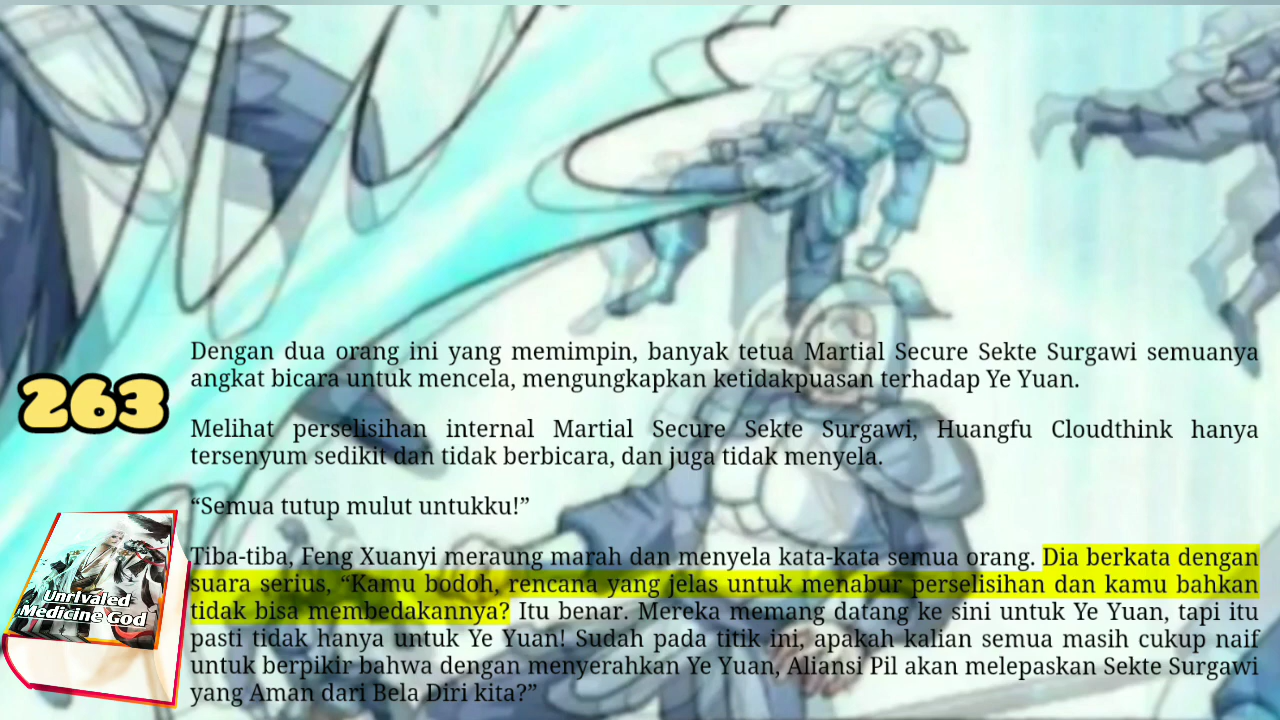 Dengan dua orang ini yang memimpin, banyak tetua Martial Secure Sekte Surgawi semuanya
angkat bicara untuk mencela, mengungkapkan ketidakpuasan terhadap Ye Yuan.
263
Melihat perselisihan internal Martial Secure Sekte Surgawi, Huangfu Cloudthink hanya
tersenyum sedikit dan tidak berbicara, dan juga tidak menyela.
“Semua tutup mulut untukku!”
Tiba-tiba, Feng Xuanyi meraung marah dan menyela kata-kata semua orang. Dia berkata dengan
suara serius, “Kamu bodoh, rencana yang jelas untuk menabur perselisihan dan kamu bahkan
tidak bisa membedakannya? Itu benar. Mereka memang datang ke sini untuk Ye Yuan, tapi itu
pasti tidak hanya untuk Ye Yuan! Sudah pada titik ini, apakah kalian semua masih cukup naif
untuk berpikir bahwa dengan menyerahkan Ye Yuan, Aliansi Pil akan melepaskan Sekte Surgawi
yang Aman dari Bela Diri kita?”
Unrivaled
Medicine God